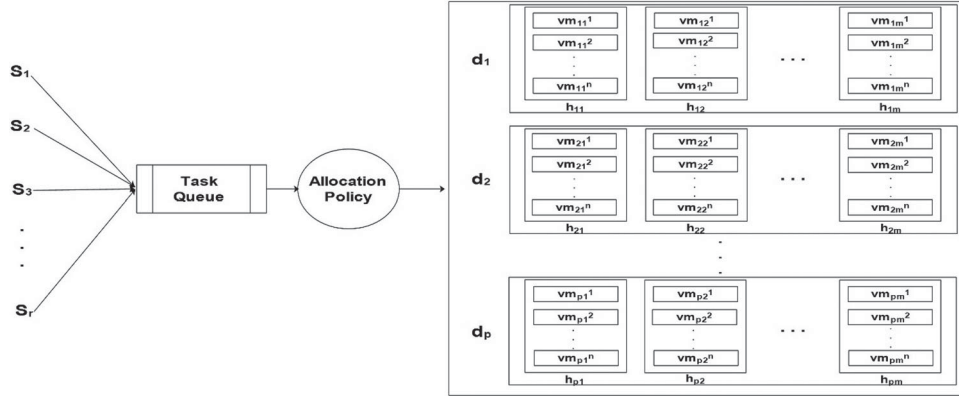 S₁
S₂
S₃
Sᵣ
Task
Queue
Allocation
Policy
d₁
vm₁₁¹ vm₁₂¹ vm₁ₘ¹
vm₁₁² vm₁₂² vm₁ₘ²
vm₁₁ⁿ vm₁₂ⁿ . . . vm₁ₘⁿ
h₁₁ h₁₂ h₁ₘ
d₂
vm₂₁¹ vm₂₂¹ vm₂ₘ¹
vm₂₁² vm₂₂² vm₂ₘ²
vm₂₁ⁿ vm₂₂ⁿ . . . vm₂ₘⁿ
h₂₁ h₂₂ h₂ₘ
dₚ
vmₚ₁¹ vmₚ₂¹ vmₚₘ¹
vmₚ₁² vmₚ₂² vmₚₘ²
vmₚ₁ⁿ vmₚ₂ⁿ . . . vmₚₘⁿ
hₚ₁ hₚ₂ hₚₘ